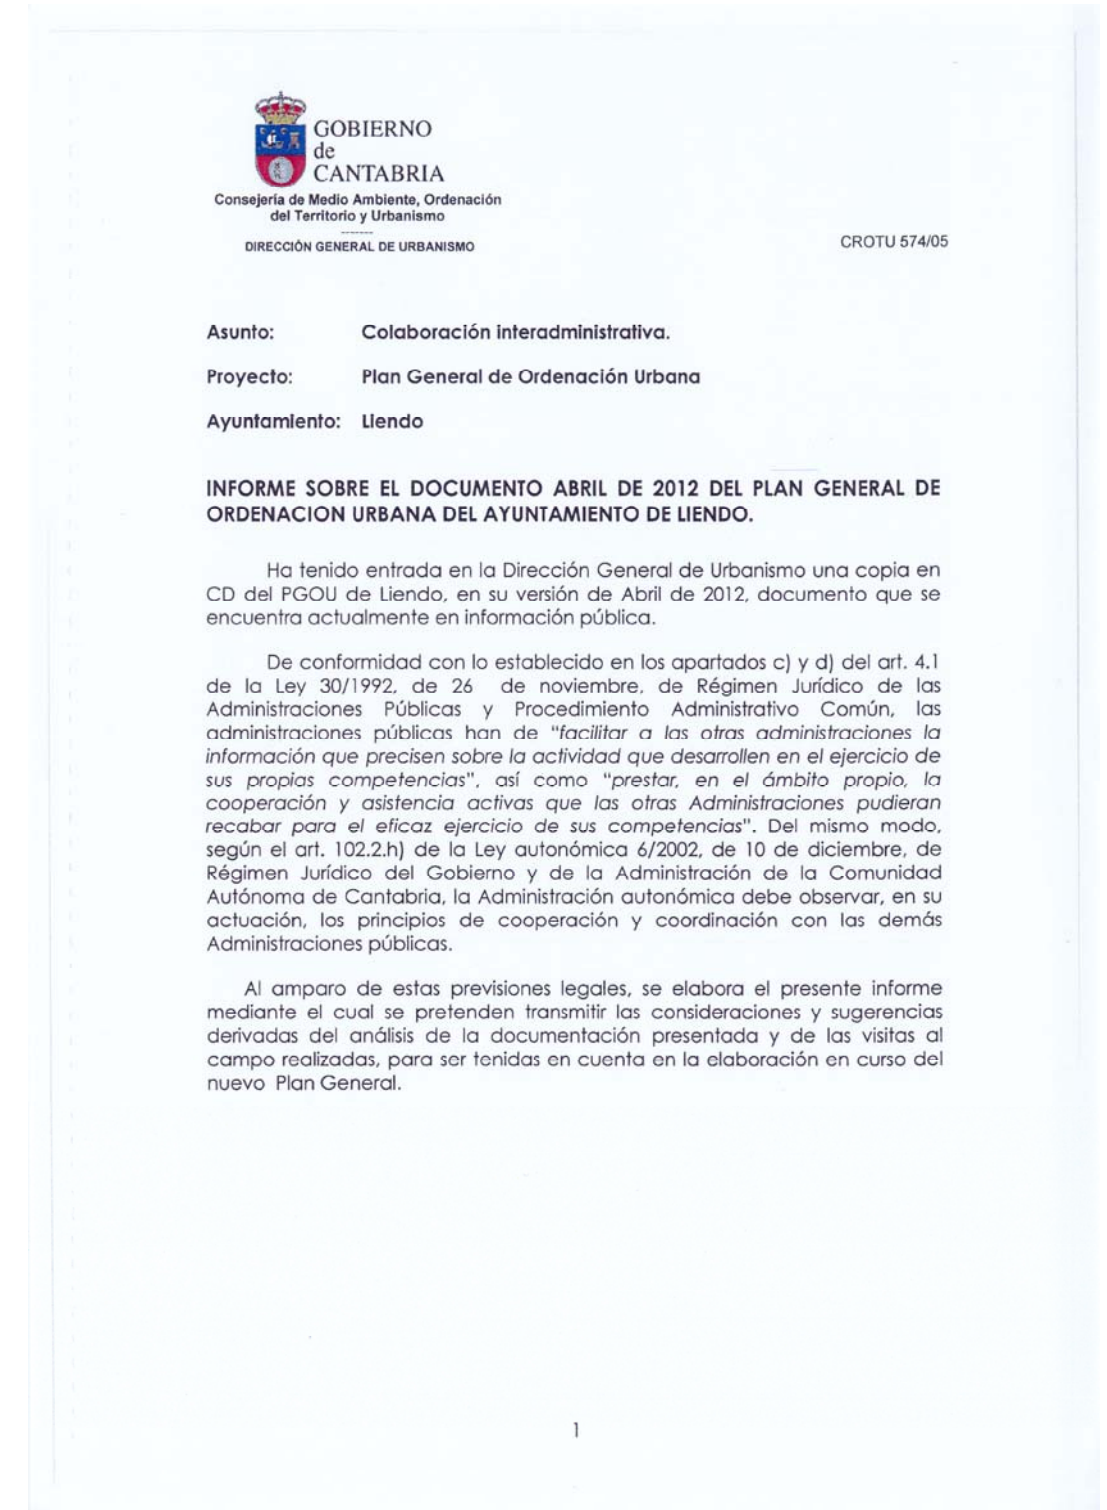 GOBIERNO
de
CANTABRIA
Consejería de Medio Ambiente, Ordenación
del Territorio y Urbanismo
-------
DIRECCIÓN GENERAL DE URBANISMO
CROTU 574/05
Asunto: Colaboración interadministrativa.
Proyecto: Plan General de Ordenación Urbana
Ayuntamiento: Liendo
INFORME SOBRE EL DOCUMENTO ABRIL DE 2012 DEL PLAN GENERAL DE
ORDENACION URBANA DEL AYUNTAMIENTO DE LIENDO.
Ha tenido entrada en la Dirección General de Urbanismo una copia en
CD del PGOU de Liendo, en su versión de Abril de 2012, documento que se
encuentra actualmente en información pública.
De conformidad con lo establecido en los apartados c) y d) del art. 4.1
de la Ley 30/1992, de 26 de noviembre, de Régimen Jurídico de las
Administraciones Públicas y Procedimiento Administrativo Común, las
administraciones públicas han de "facilitar a las otras administraciones la
información que precisen sobre la actividad que desarrollen en el ejercicio de
sus propias competencias", así como "prestar, en el ámbito propio, la
cooperación y asistencia activas que las otras Administraciones pudieran
recabar para el eficaz ejercicio de sus competencias". Del mismo modo,
según el art. 102.2.h) de la Ley autonómica 6/2002, de 10 de diciembre, de
Régimen Jurídico del Gobierno y de la Administración de la Comunidad
Autónoma de Cantabria, la Administración autonómica debe observar, en su
actuación, los principios de cooperación y coordinación con las demás
Administraciones públicas.
Al amparo de estas previsiones legales, se elabora el presente informe
mediante el cual se pretenden transmitir las consideraciones y sugerencias
derivadas del análisis de la documentación presentada y de las visitas al
campo realizadas, para ser tenidas en cuenta en la elaboración en curso del
nuevo Plan General.
1